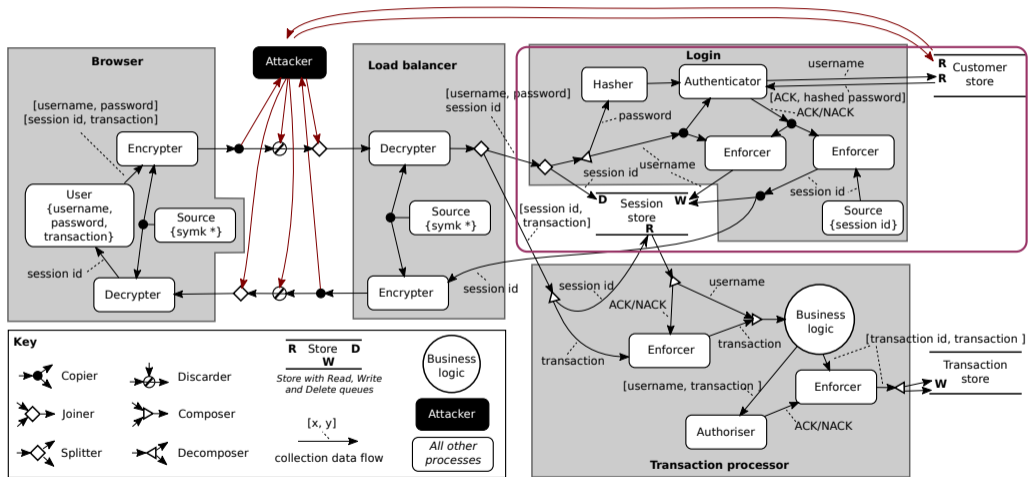 Browser
Attacker
Load balancer
Login
[username, password]
[session id, transaction]
Encrypter
User
{username,
password,
transaction}
Source
{symk *}
session id
Decrypter
Decrypter
Source
{symk *}
Encrypter
session id
[username, password]
session id
Hasher
Authenticator
username
R
R
Customer
store
[ACK, hashed password]
ACK/NACK
password
Enforcer
Enforcer
username
session id
session id
Source
{session id}
D
Session
store
W
R
[session id,
transaction]
session id
ACK/NACK
username
transaction
Enforcer
transaction
Business
logic
[transaction id, transaction ]
Enforcer
W
Transaction
store
[username, transaction ]
Authoriser
ACK/NACK
Transaction processor
Key
Copier
Discarder
Joiner
Composer
Splitter
Decomposer
R Store D
W
Store with Read, Write
and Delete queues
[x, y]
collection data flow
Business
logic
Attacker
All other
processes